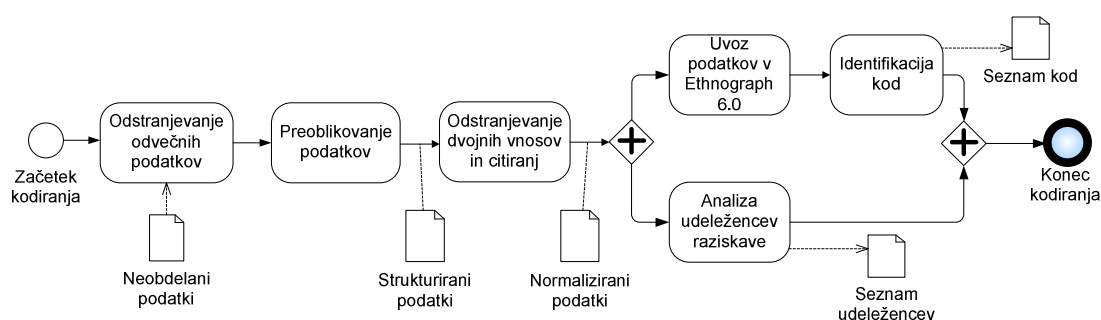 Začetek
kodiranja
Odstranjevanje
odvečnih
podatkov
Neobdelani
podatki
Preoblikovanje
podatkov
Strukturirani
podatki
Odstranjevanje
dvojnih vnosov
in citiranj
Normalizirani
podatki
Uvoz
podatkov v
Ethnograph
6.0
Identifikacija
kod
Seznam kod
Analiza
udeležencev
raziskave
Seznam
udeležencev
Konec
kodiranja